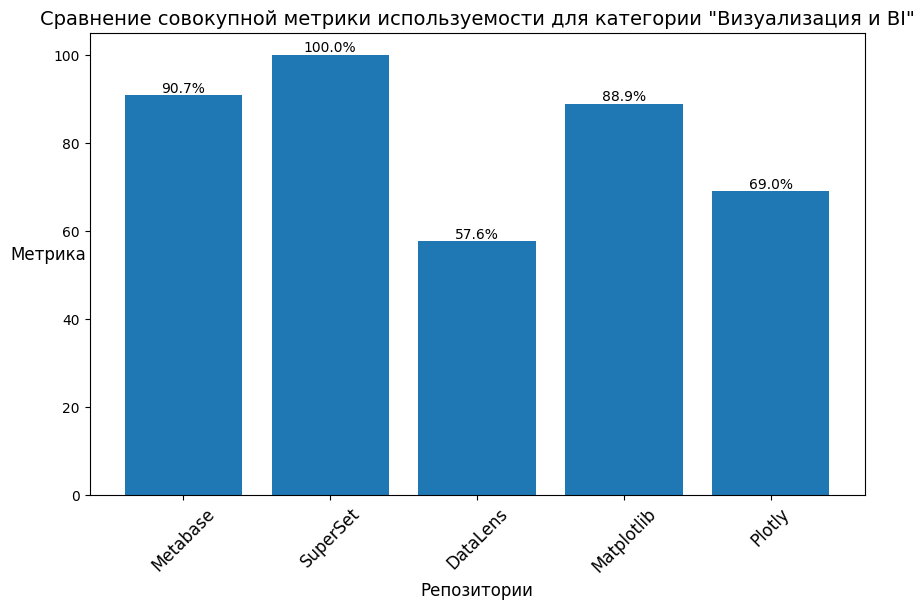 Сравнение совокупной метрики используемости для категории "Визуализация и BI"
100
80
60
40
20
0
Метрика
90.7%
100.0%
57.6%
88.9%
69.0%
Metabase
SuperSet
DataLens
Matplotlib
Plotly
Репозитории